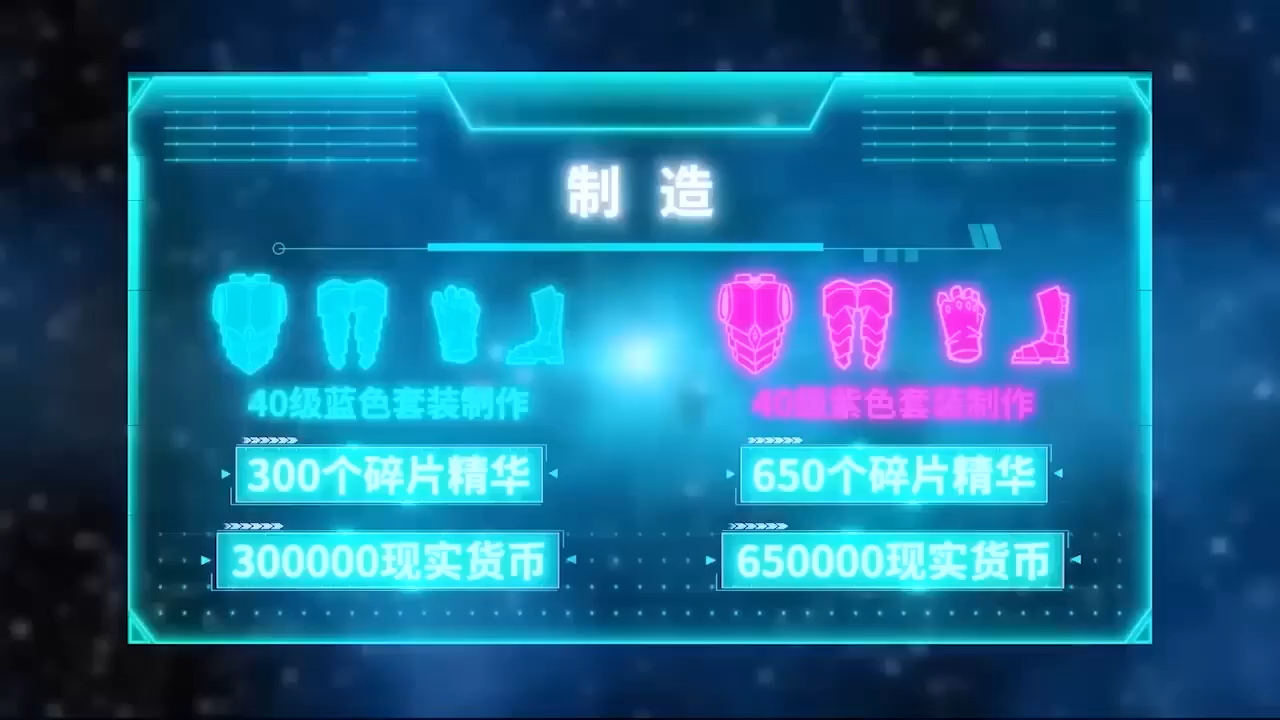 制 造
40级蓝色套装制作
40级紫色套装制作
300个碎片精华
650个碎片精华
300000现实货币
650000现实货币